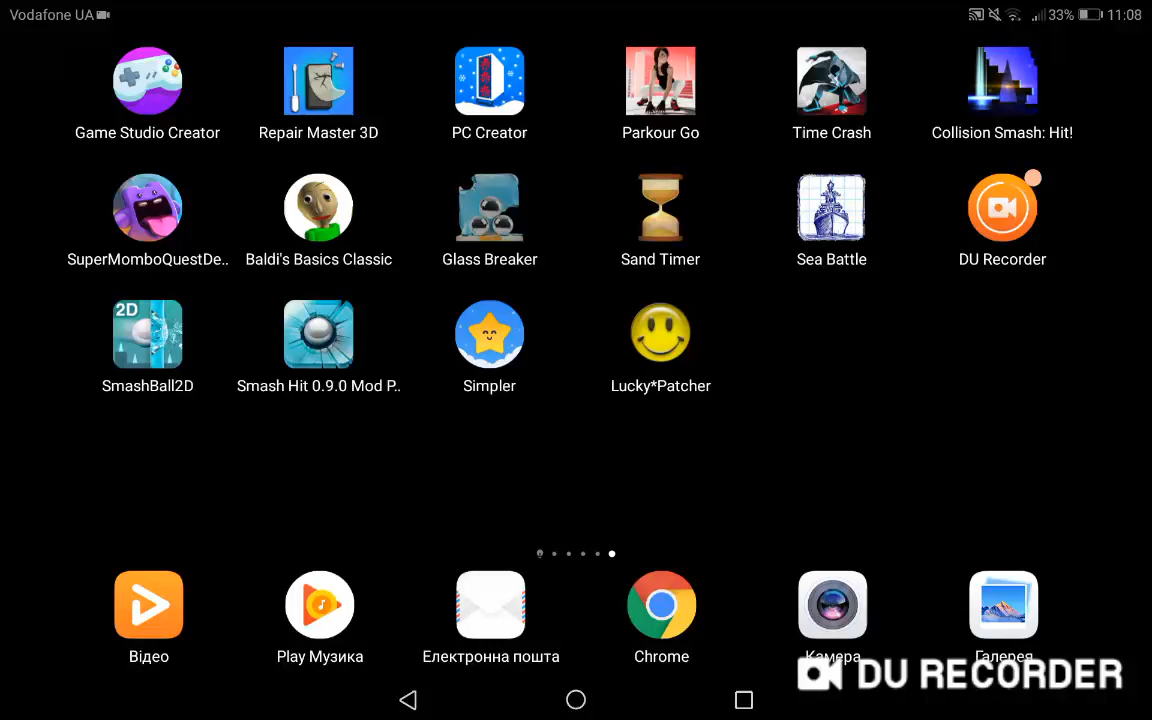 Vodafone UA 33% 11:08
Game Studio Creator Repair Master 3D PC Creator Parkour Go Time Crash Collision Smash: Hit!
SuperMomboQuestDe.. Baldi's Basics Classic Glass Breaker Sand Timer Sea Battle DU Recorder
2D
SmashBall2D Smash Hit 0.9.0 Mod P.. Simpler Lucky*Patcher
Відео Play Музика Електронна пошта Chrome Камера Галерея
DU RECORDER